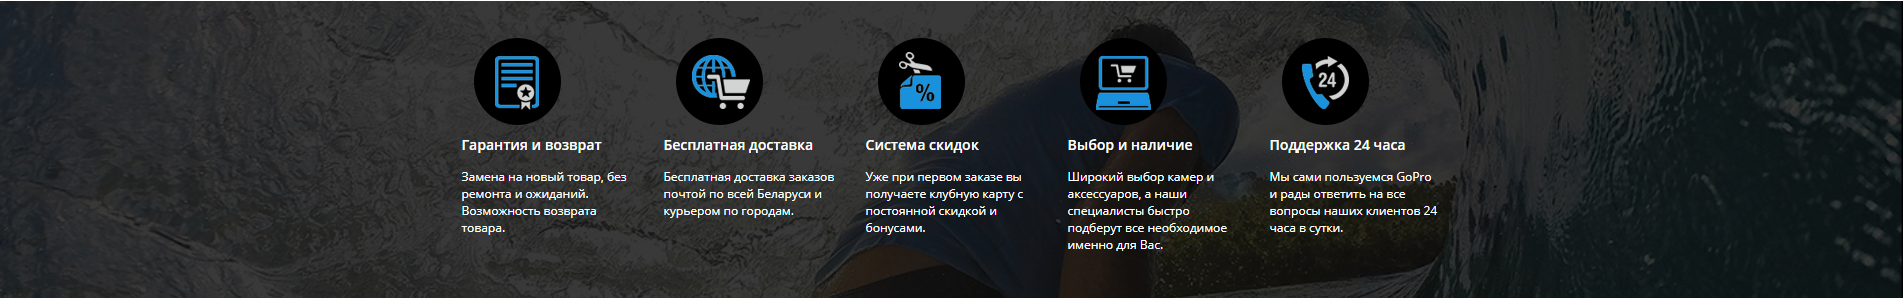 %
24
Гарантия и возврат
Замена на новый товар, без
ремонта и ожиданий.
Возможность возврата
товара.
Бесплатная доставка
Бесплатная доставка заказов
почтой по всей Беларуси и
курьером по городам.
Система скидок
Уже при первом заказе вы
получаете клубную карту с
постоянной скидкой и
бонусами.
Выбор и наличие
Широкий выбор камер и
аксессуаров, а наши
специалисты быстро
подберут все необходимое
именно для Вас.
Поддержка 24 часа
Мы сами пользуемся GoPro
и рады ответить на все
вопросы наших клиентов 24
часа в сутки.